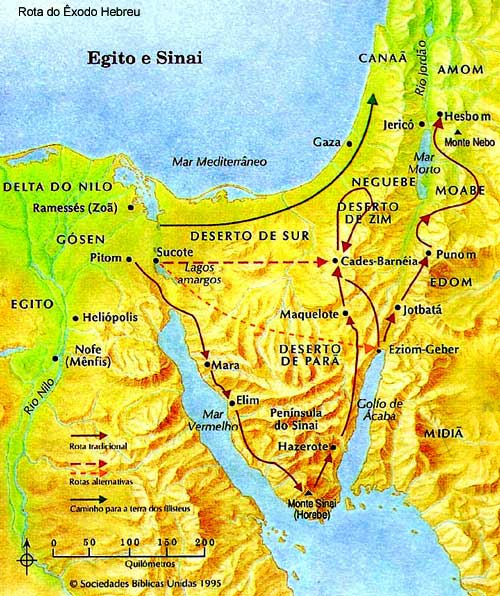 Rota do Êxodo Hebreu
Egito e Sinai
CANAÃ
Rio Jordão
AMOM
Hesbom
Jericó
Monte Nebo
Gaza
Mar Mediterrâneo
Mar
Morto
NEGUEBE
MOABE
DELTA DO NILO
Ramessés (Zoã)
DESERTO
DE ZIM
GÓSEN
DESERTO DE SUR
Pitom
Sucote
Cades-Barnéia
Punom
Lagos
amargos
EDOM
EGITO
Heliópolis
Maquelote
Jotbatá
Nofe
(Mênfis)
DESERTO
DE PARÃ
Eziom-Geber
Mara
Rio Nilo
Elim
Mar
Vermelho
Península
do Sinai
Golfo de
Ácaba
MIDIÃ
Hazerote
Rota tradicional
Rotas alternativas
Monte Sinai
(Horebe)
Caminho para a terra dos filisteus
0 50 100 150 200
Quilômetros
© Sociedades Bíblicas Unidas 1995